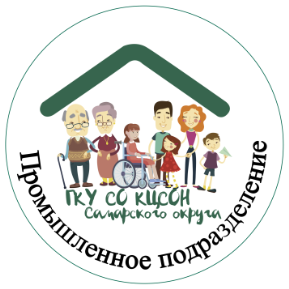 ГКУ СО КЦСОН
Самарского округа
Промышленное подразделение